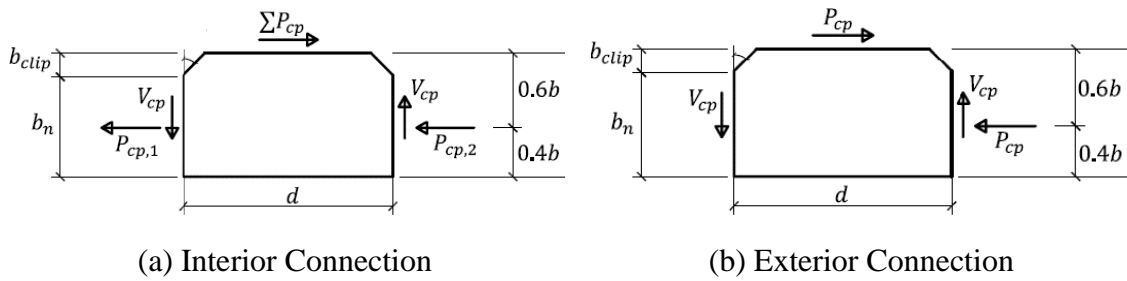 ∑P_cp
b_clip
V_cp
V_cp
0.6b
b_n
P_cp,1
P_cp,2
0.4b
d
(a) Interior Connection
P_cp
b_clip
V_cp
V_cp
0.6b
b_n
P_cp
0.4b
d
(b) Exterior Connection